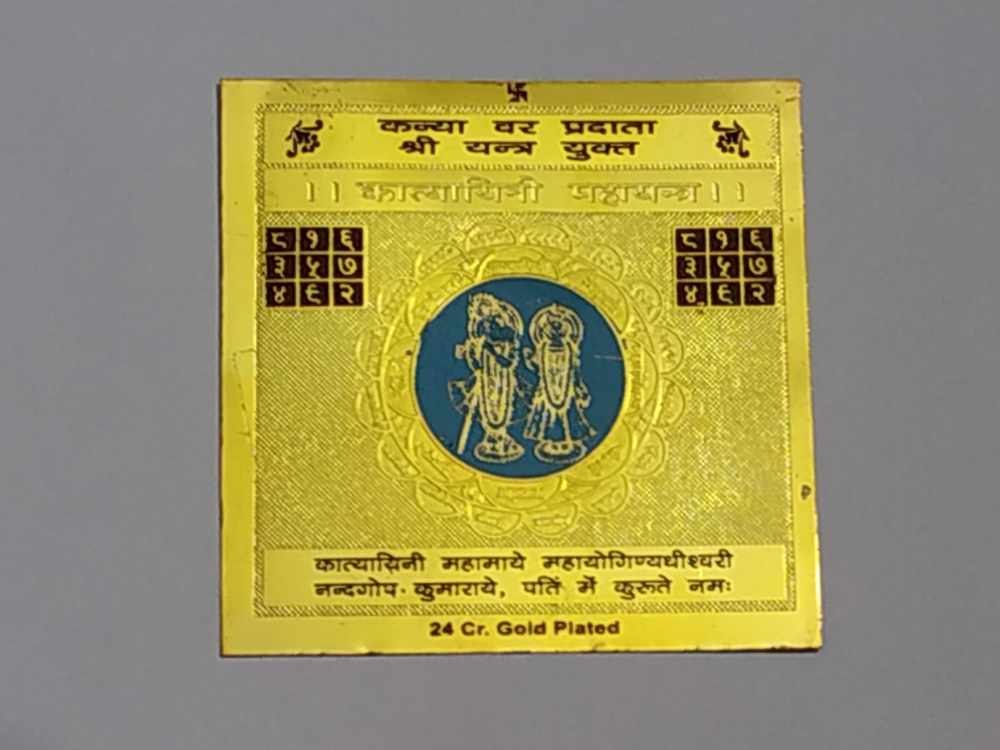 कन्या वर प्रदाता
श्री यन्त्र युक्त
।। कात्यायिनी महायन्त्र ।।
८ १ ६
३ ५ ७
४ ९ २
८ १ ६
३ ५ ७
४ ९ २
कात्यायिनी महामाये महायोगिण्यधीश्वरी
नन्दगोप कुमाराये, पतिं में कुरूते नमः
24 Cr. Gold Plated